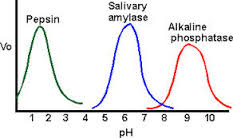 Salivary
Pepsin amylase Alkaline
phosphatase
Vo
1 2 3 4 5 6 7 8 9 10
pH